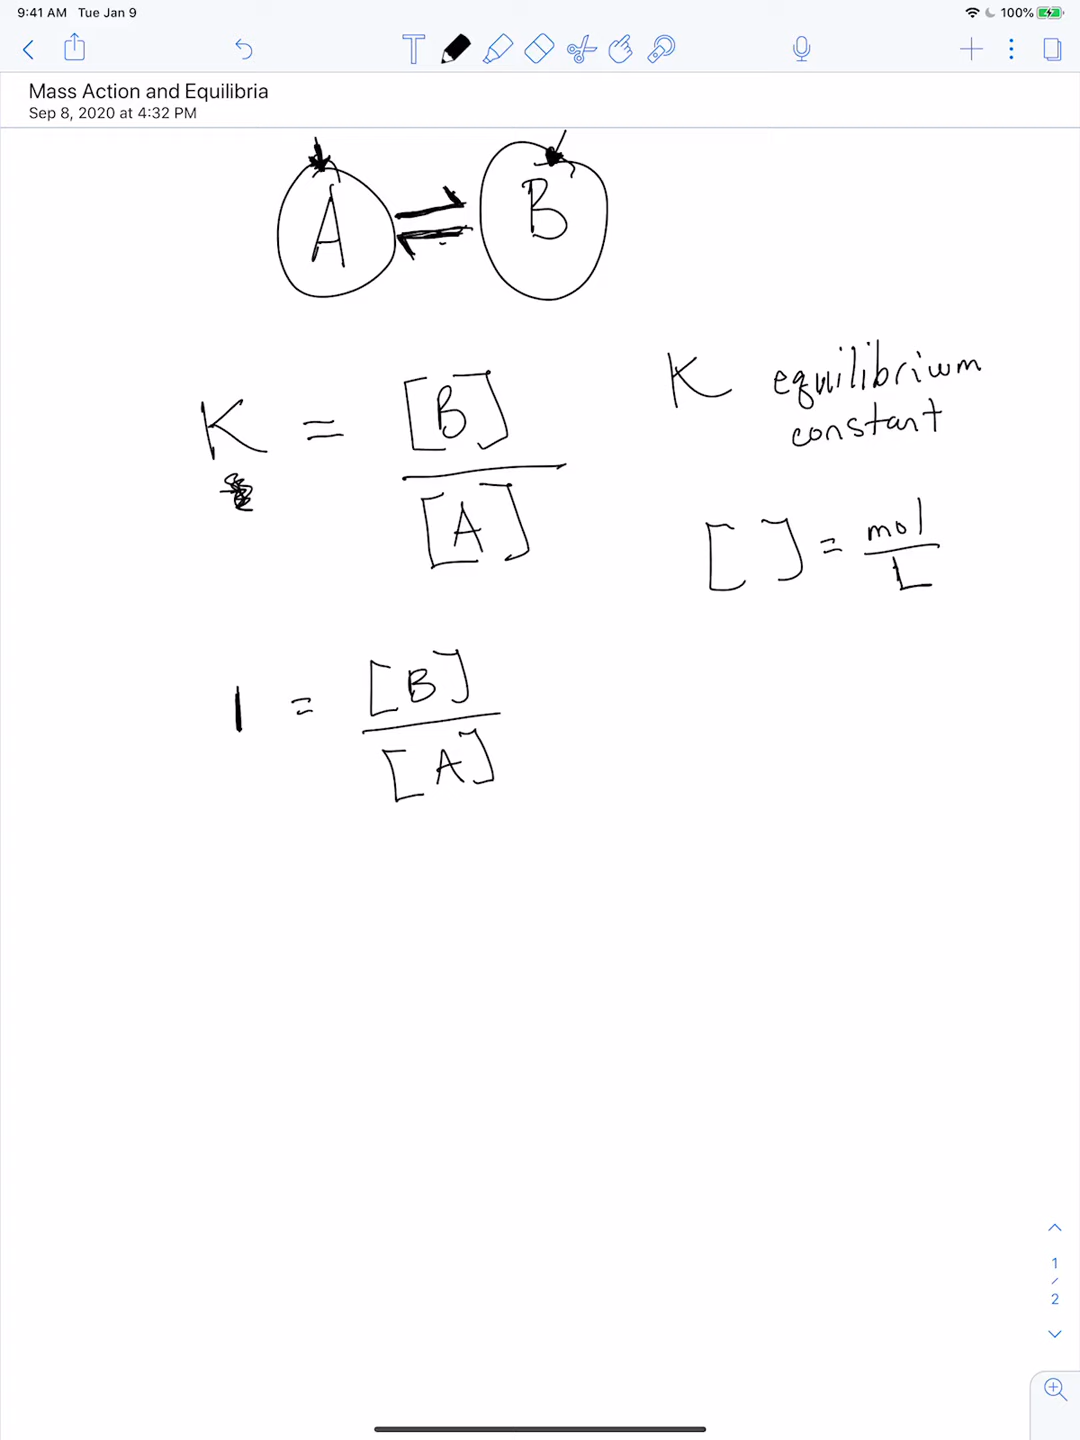 9:41 AM Tue Jan 9 100%
T
Mass Action and Equilibria
Sep 8, 2020 at 4:32 PM
A ⇌ B
K = [B] / [A]
K equilibrium
constant
[ ] = mol / L
1 = [B] / [A]
1
/
2